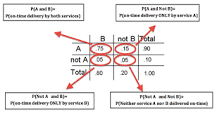 P(A and B)=
P(on-time delivery by both services)
P(A and not B)=
P(on-time delivery ONLY by service A)
B not B Total
A .75 .15 .90
not A .05 .05 .10
Total .80 .20 1.00
P(Not A and B)=
P(on-time delivery ONLY by service B)
P(Not A and Not B)=
P(Neither service A nor B delivered on-time)